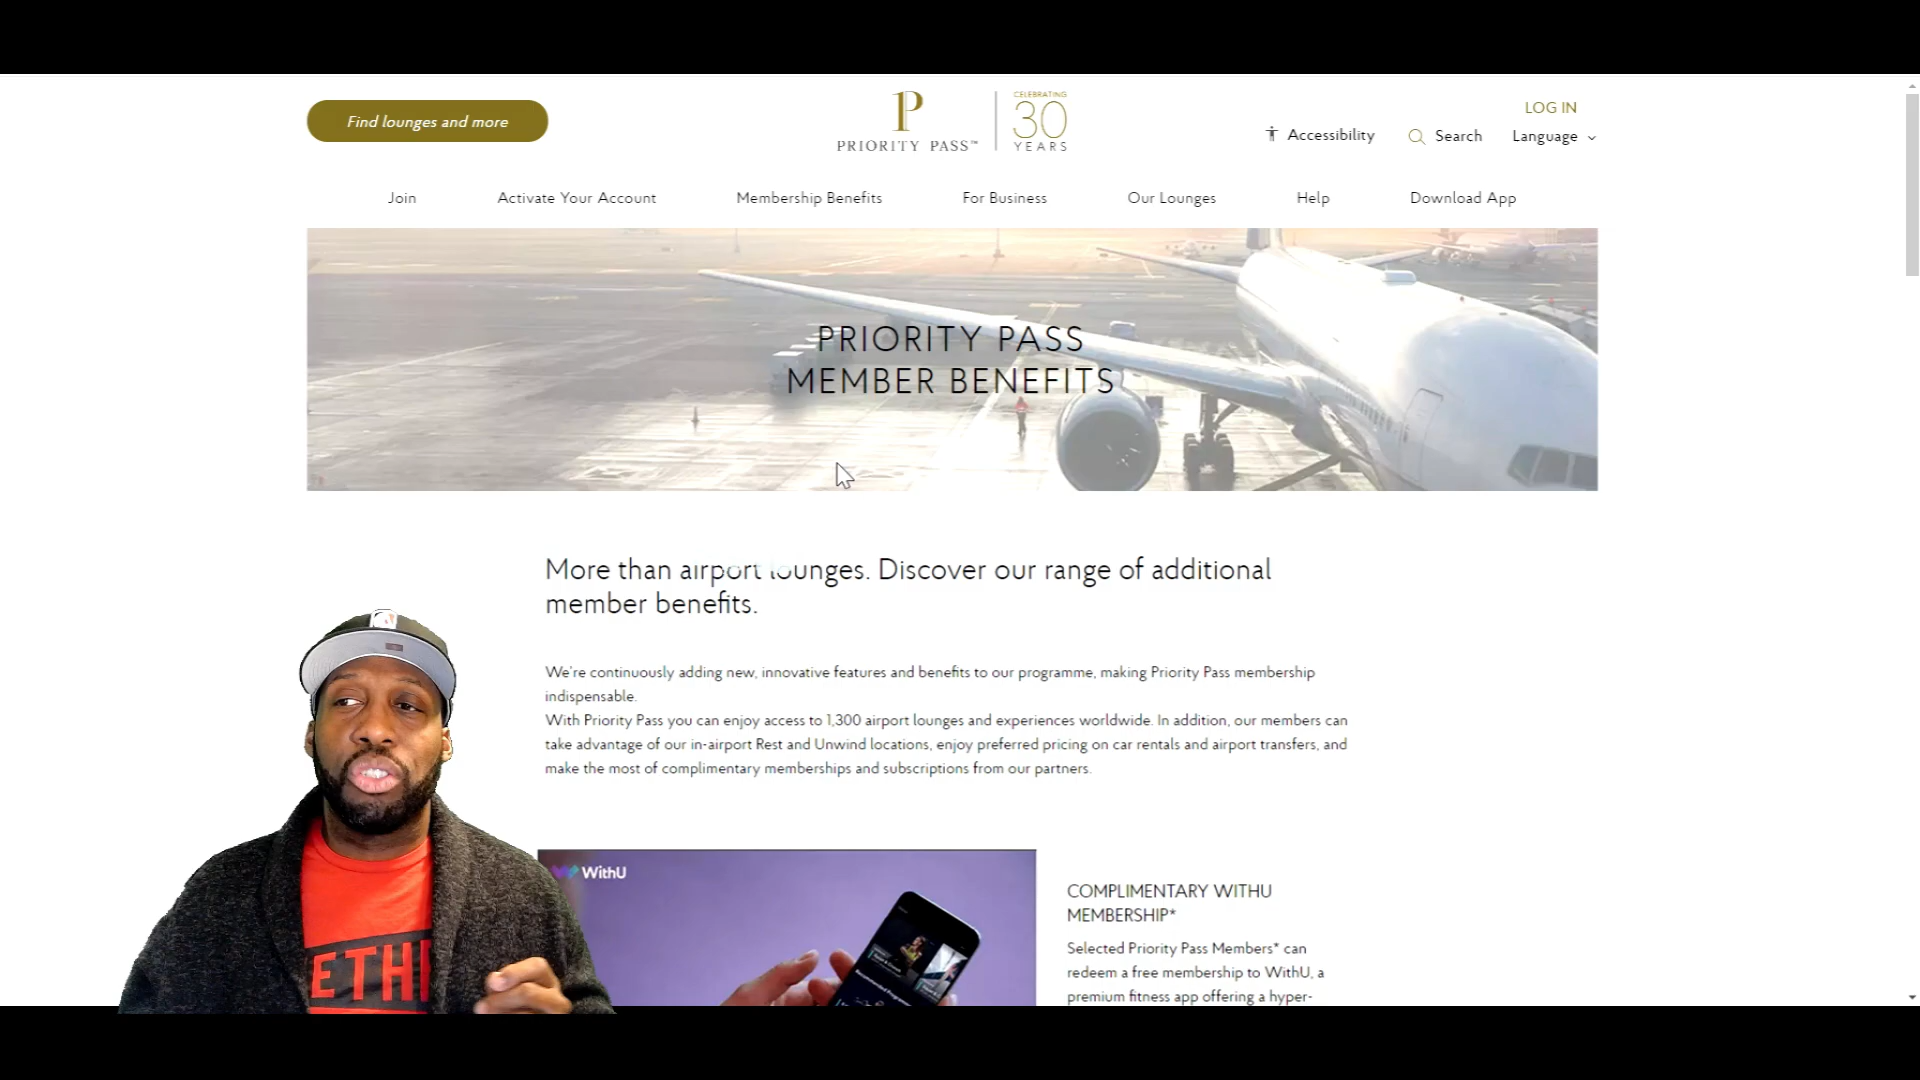 Find lounges and more
PRIORITY PASS™
CELEBRATING
30
YEARS
LOG IN
Accessibility
Search
Language
Join
Activate Your Account
Membership Benefits
For Business
Our Lounges
Help
Download App
PRIORITY PASS
MEMBER BENEFITS
More than airport lounges. Discover our range of additional
member benefits.
We're continuously adding new, innovative features and benefits to our programme, making Priority Pass membership
indispensable.
With Priority Pass you can enjoy access to 1,300 airport lounges and experiences worldwide. In addition, our members can
take advantage of our in-airport Rest and Unwind locations, enjoy preferred pricing on car rentals and airport transfers, and
make the most of complimentary memberships and subscriptions from our partners.
WithU
COMPLIMENTARY WITHU
MEMBERSHIP*
Selected Priority Pass Members* can
redeem a free membership to WithU, a
premium fitness app offering a hyper-
ETH